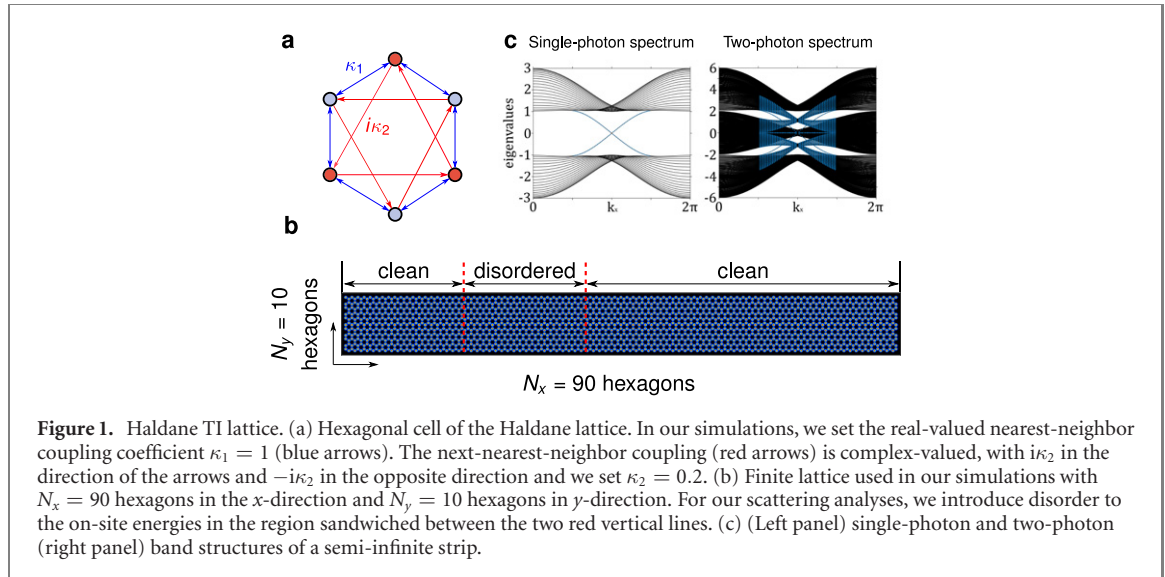 a
κ1
iκ2
c
Single-photon spectrum
Two-photon spectrum
eigenvalues
3
2
1
0
-1
-2
-3
0
kx
2π
6
4
2
0
-2
-4
-6
0
kx
2π
b
clean
disordered
clean
Ny = 10
hexagons
Nx = 90 hexagons
Figure 1. Haldane TI lattice. (a) Hexagonal cell of the Haldane lattice. In our simulations, we set the real-valued nearest-neighbor
coupling coefficient κ1 = 1 (blue arrows). The next-nearest-neighbor coupling (red arrows) is complex-valued, with iκ2 in the
direction of the arrows and −iκ2 in the opposite direction and we set κ2 = 0.2. (b) Finite lattice used in our simulations with
Nx = 90 hexagons in the x-direction and Ny = 10 hexagons in y-direction. For our scattering analyses, we introduce disorder to
the on-site energies in the region sandwiched between the two red vertical lines. (c) (Left panel) single-photon and two-photon
(right panel) band structures of a semi-infinite strip.